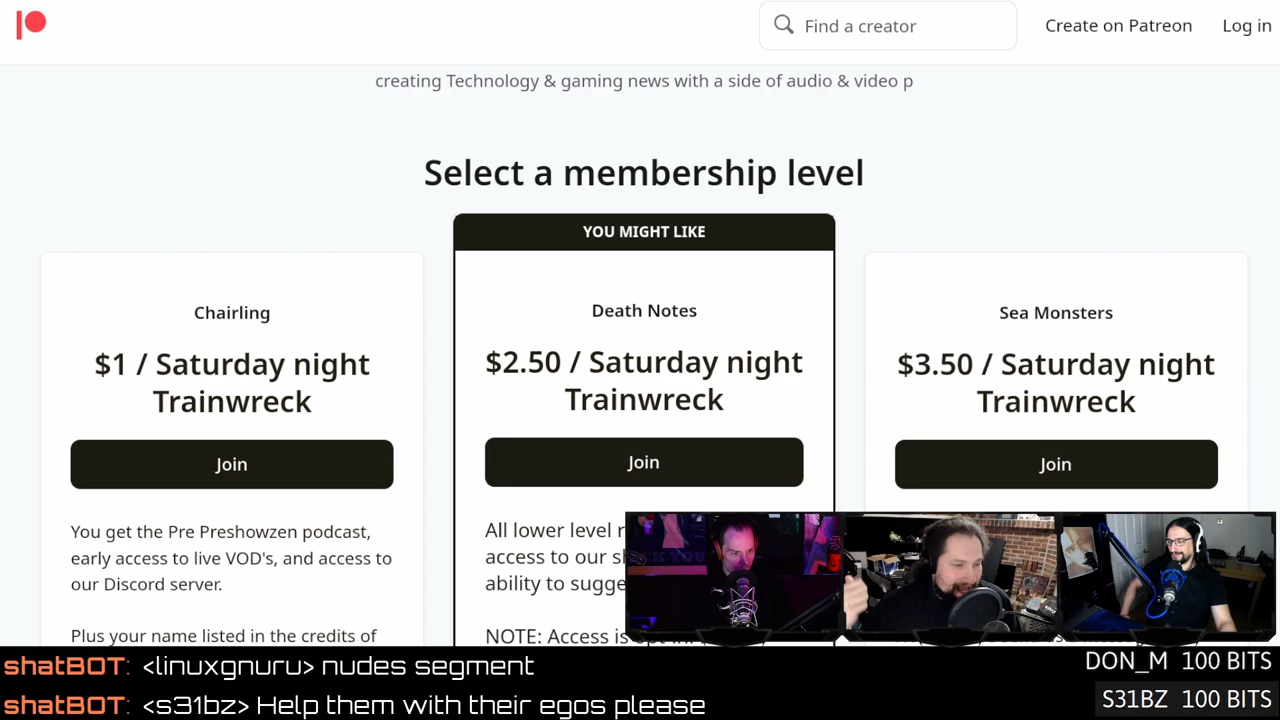 Find a creator
Create on Patreon
Log in
creating Technology & gaming news with a side of audio & video p
Select a membership level
YOU MIGHT LIKE
Chairling
$1 / Saturday night
Trainwreck
Join
You get the Pre Preshowzen podcast,
early access to live VOD's, and access to
our Discord server.
Plus your name listed in the credits of
Death Notes
$2.50 / Saturday night
Trainwreck
Join
All lower level
access to our
ability to
NOTE: Access is
Sea Monsters
$3.50 / Saturday night
Trainwreck
Join
shatBOT: <linuxgnuru> nudes segment
shatBOT: <s31bz> Help them with their egos please
DON_M 100 BITS
S31BZ 100 BITS